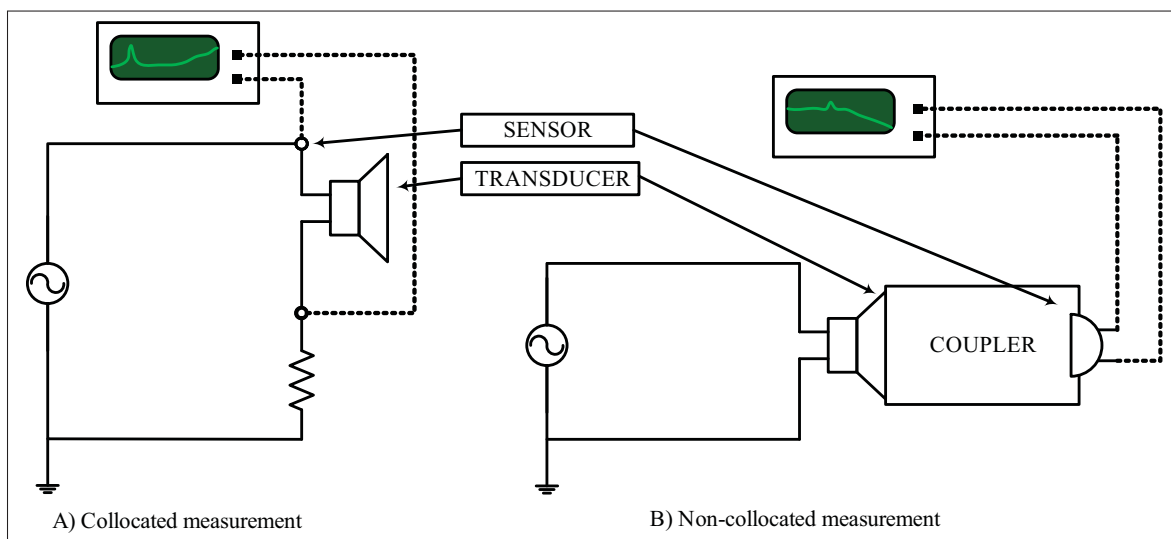 SENSOR
TRANSDUCER
COUPLER
A) Collocated measurement
B) Non-collocated measurement